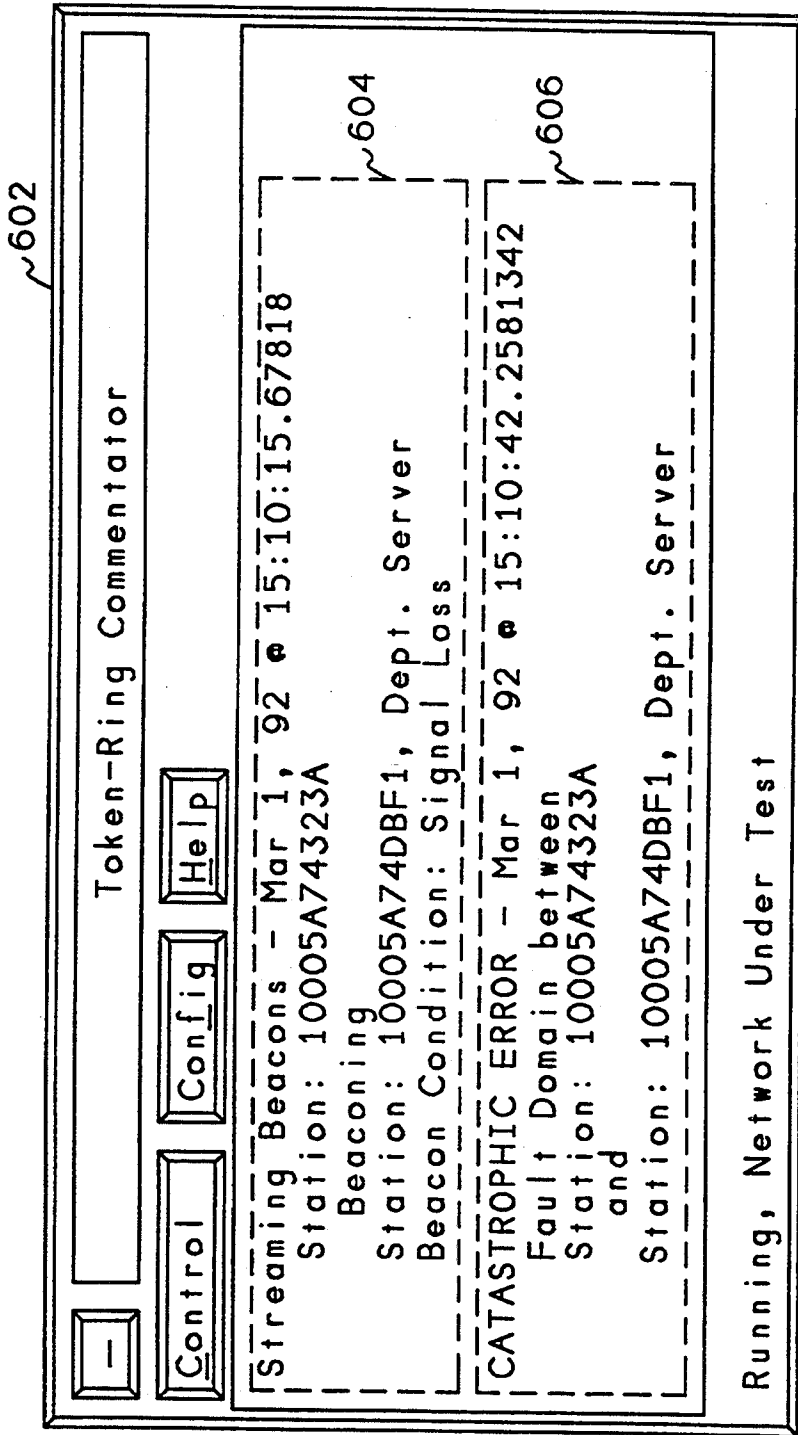 ~602
–
Token-Ring Commentator
Control Config Help
Streaming Beacons – Mar 1, 92 @ 15:10:15.67818
Station: 10005A74323A
Beaconing
Station: 10005A74DBF1, Dept. Server
Beacon Condition: Signal Loss
~604
CATASTROPHIC ERROR – Mar 1, 92 @ 15:10:42.2581342
Fault Domain between
Station: 10005A74323A
and
Station: 10005A74DBF1, Dept. Server
~606
Running, Network Under Test